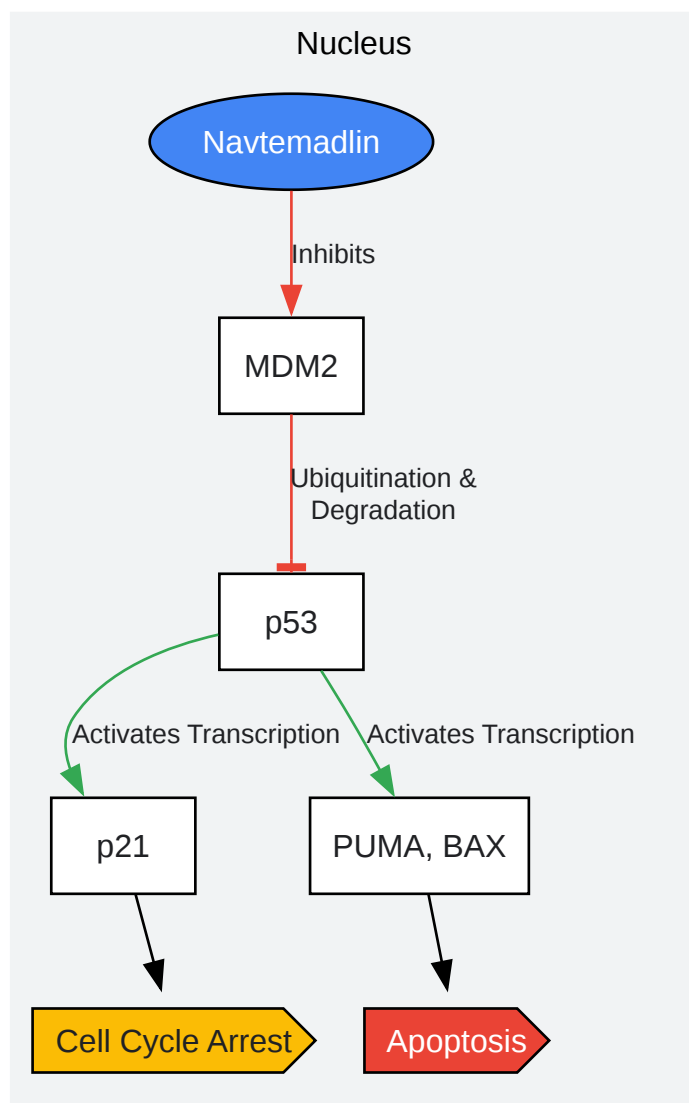 Nucleus
Navtemadlin
Inhibits
MDM2
Ubiquitination &
Degradation
p53
Activates Transcription
Activates Transcription
p21
PUMA, BAX
Cell Cycle Arrest
Apoptosis